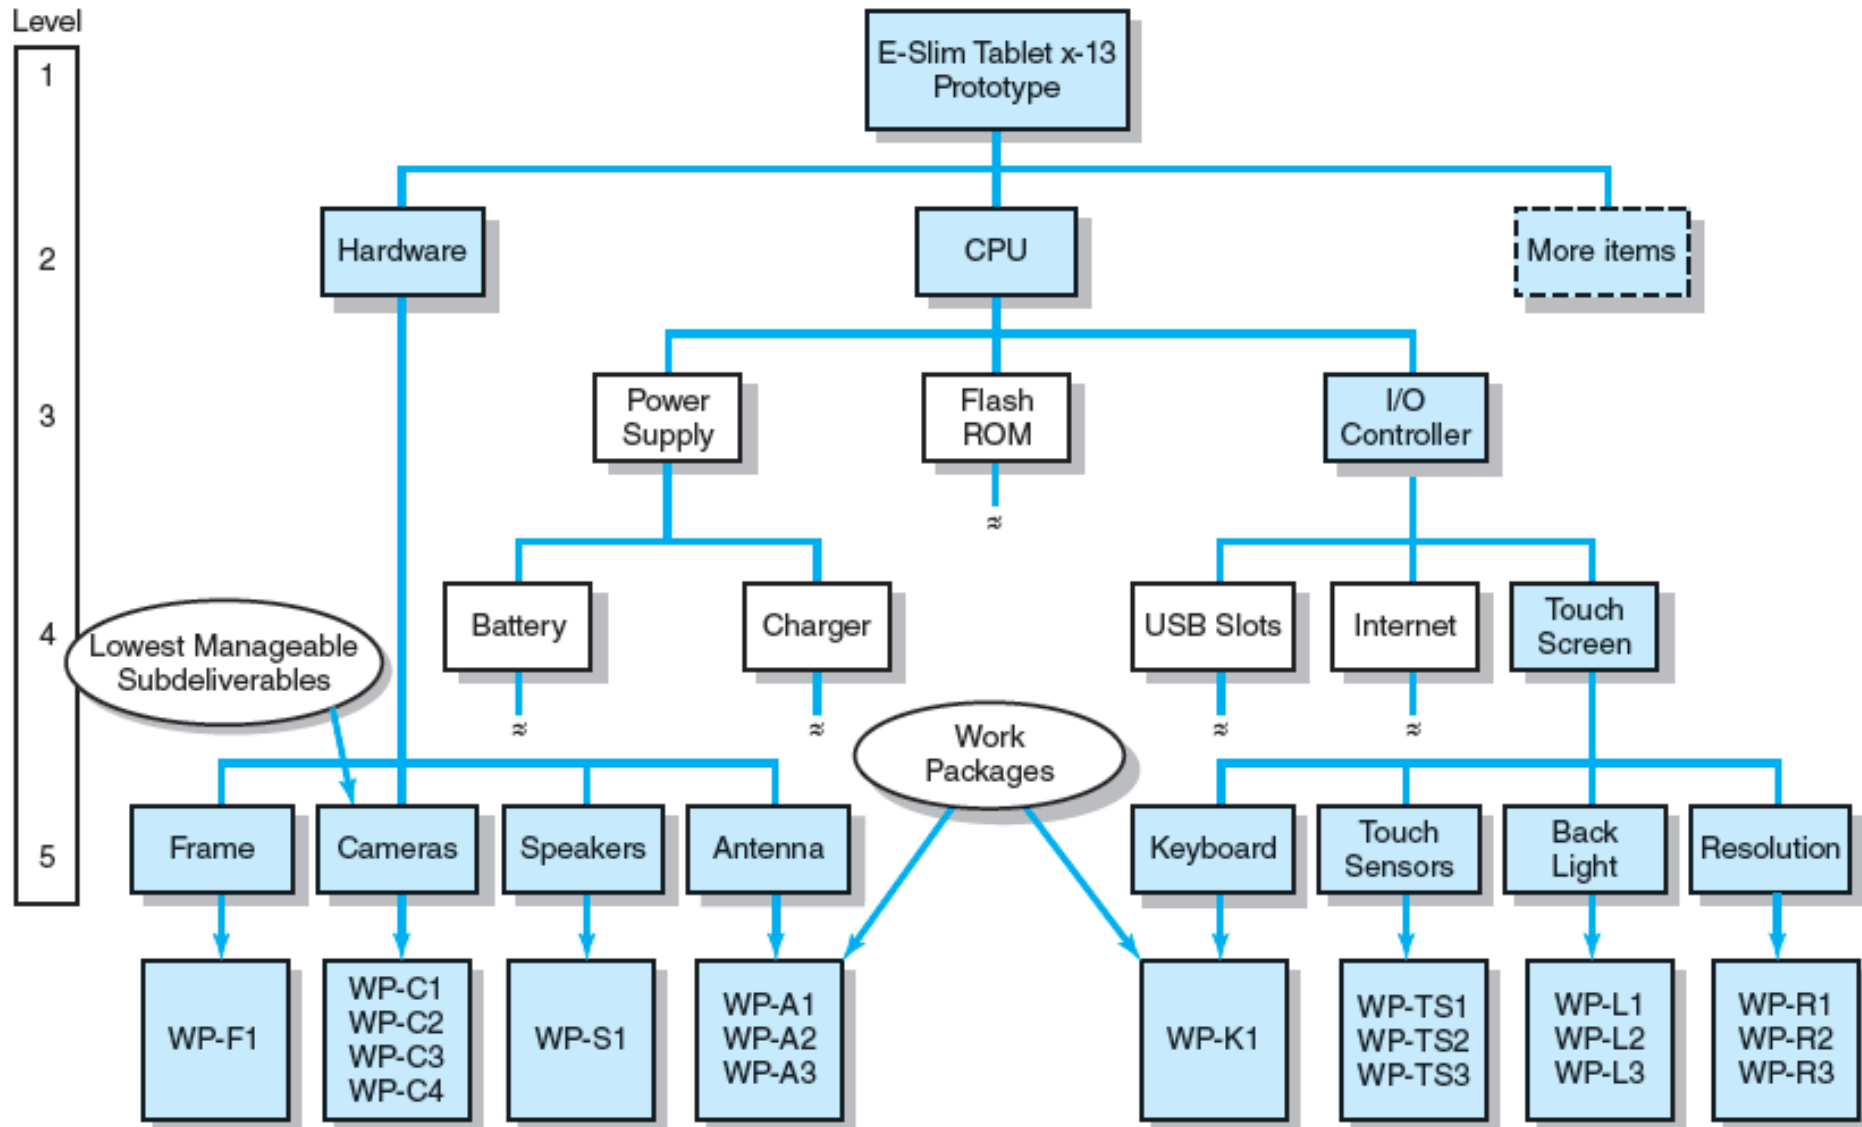 Level
1
E-Slim Tablet x-13
Prototype
2
Hardware
CPU
More items
3
Power
Supply
Flash
ROM
I/O
Controller
4
Lowest Manageable
Subdeliverables
Battery
Charger
USB Slots
Internet
Touch
Screen
Work
Packages
5
Frame
Cameras
Speakers
Antenna
Keyboard
Touch
Sensors
Back
Light
Resolution
WP-F1
WP-C1
WP-C2
WP-C3
WP-C4
WP-S1
WP-A1
WP-A2
WP-A3
WP-K1
WP-TS1
WP-TS2
WP-TS3
WP-L1
WP-L2
WP-L3
WP-R1
WP-R2
WP-R3